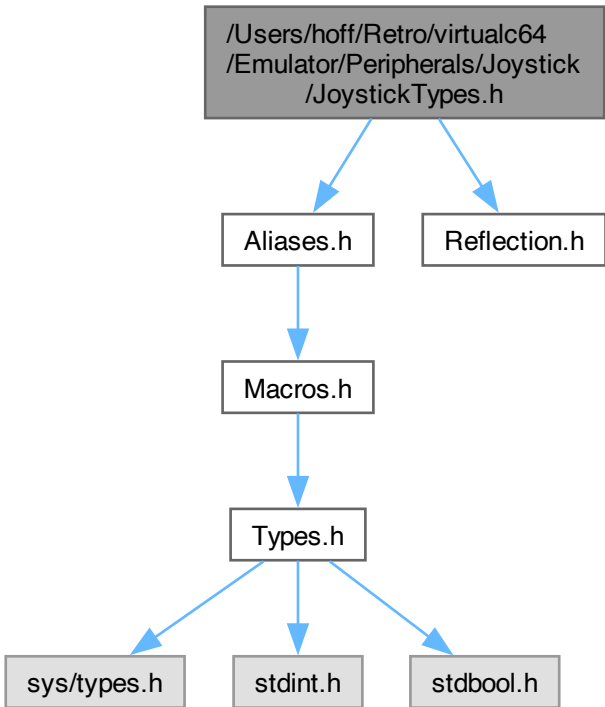 /Users/hoff/Retro/virtualc64
/Emulator/Peripherals/Joystick
/JoystickTypes.h
Aliases.h
Reflection.h
Macros.h
Types.h
sys/types.h
stdint.h
stdbool.h